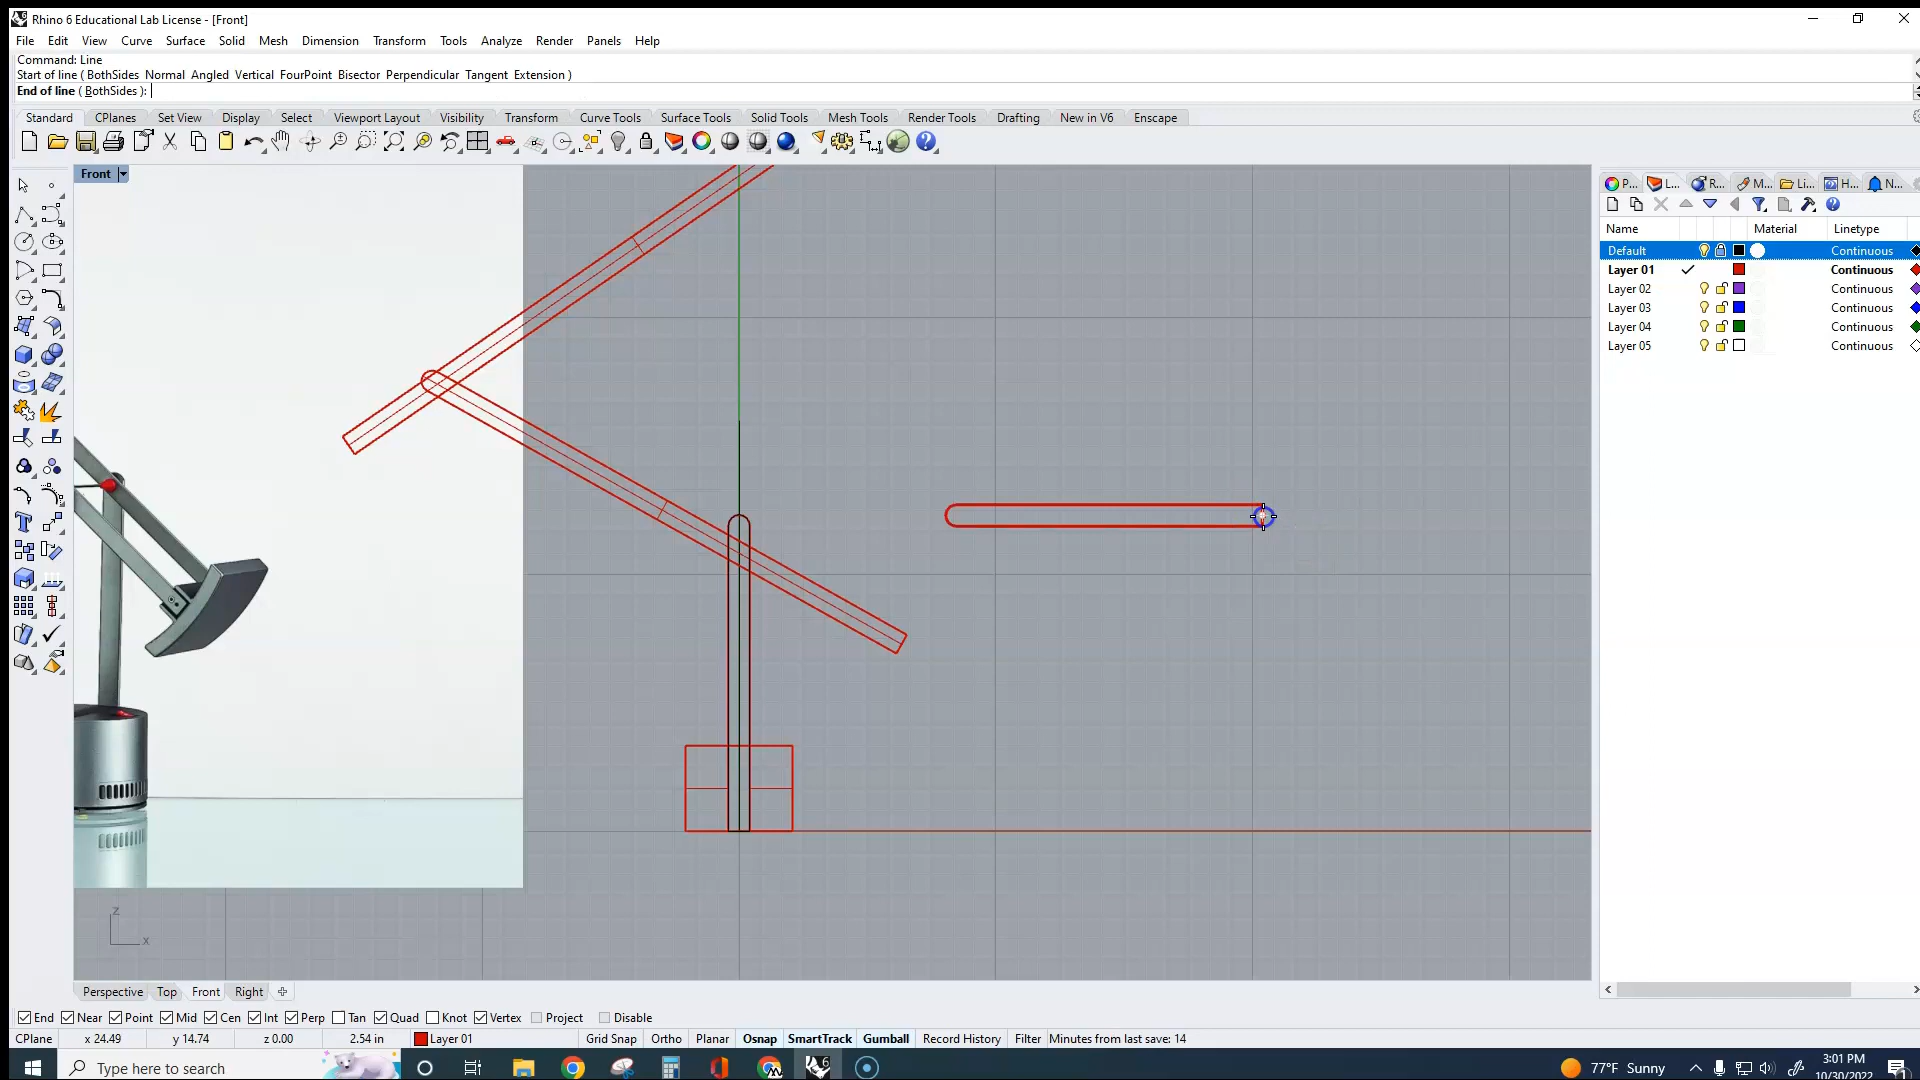 Rhino 6 Educational Lab License - [Front]
File Edit View Curve Surface Solid Mesh Dimension Transform Tools Analyze Render Panels Help
Command: Line
Start of line ( BothSides Normal Angled Vertical FourPoint Bisector Perpendicular Tangent Extension )
End of line ( BothSides ):
Standard CPlanes Set View Display Select Viewport Layout Visibility Transform Curve Tools Surface Tools Solid Tools Mesh Tools Render Tools Drafting New in V6 Enscape
Front
P... L... R... M... Li... H... N...
Name Material Linetype
Default Continuous
Layer 01 Continuous
Layer 02 Continuous
Layer 03 Continuous
Layer 04 Continuous
Layer 05 Continuous
z
x
Perspective Top Front Right
End Near Point Mid Cen Int Perp Tan Quad Knot Vertex Project Disable
CPlane x 24.49 y 14.74 z 0.00 2.54 in Layer 01 Grid Snap Ortho Planar Osnap SmartTrack Gumball Record History Filter Minutes from last save: 14
Type here to search 77°F Sunny 3:01 PM
10/30/2022